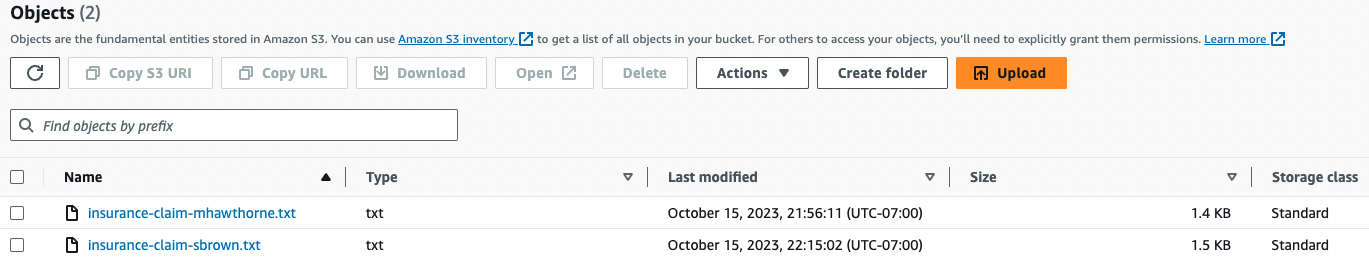 Objects (2)
Objects are the fundamental entities stored in Amazon S3. You can use Amazon S3 inventory to get a list of all objects in your bucket. For others to access your objects, you'll need to explicitly grant them permissions. Learn more
Copy S3 URI Copy URL Download Open Delete Actions Create folder Upload
Find objects by prefix
Name Type Last modified Size Storage class
insurance-claim-mhawthorne.txt txt October 15, 2023, 21:56:11 (UTC-07:00) 1.4 KB Standard
insurance-claim-sbrown.txt txt October 15, 2023, 22:15:02 (UTC-07:00) 1.5 KB Standard